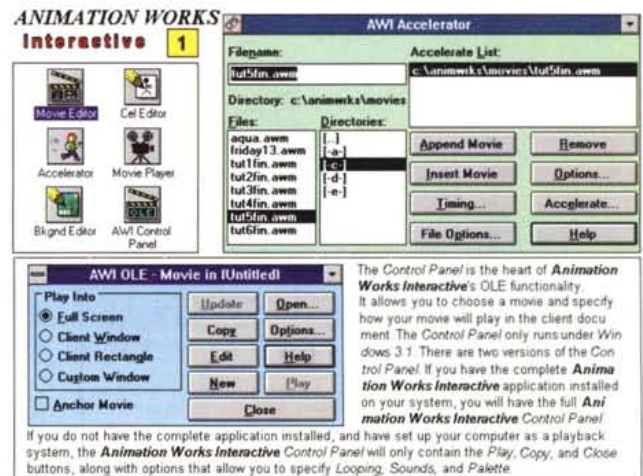 ANIMATION WORKS
Interactive 1
Movie Editor
Cel Editor
Accelerator
Movie Player
Bkgnd Editor
AWI Control
Panel
AWI Accelerator
Filename:
tut5fin.awm
Directory: c:\animwrks\movies
Files:
aqua.awm
friday13.awm
tut1fin.awm
tut2fin.awm
tut3fin.awm
tut4fin.awm
tut5fin.awm
tut6fin.awm
Directories:
[..]
[-a-]
[-c-]
[-d-]
[-e-]
Accelerate List:
c:\animwrks\movies\tut5fin.awm
Append Movie
Remove
Insert Movie
Options...
Timing...
Accelerate...
File Options...
Help
AWI OLE - Movie in [Untitled]
Play Into
Full Screen
Client Window
Client Rectangle
Custom Window
Anchor Movie
Update
Open...
Copy
Options...
Edit
Help
New
Play
Close
The Control Panel is the heart of Animation
Works Interactive's OLE functionality.
It allows you to choose a movie and specify
how your movie will play in the client docu
ment. The Control Panel only runs under Win
dows 3.1. There are two versions of the Con
trol Panel. If you have the complete Anima
tion Works Interactive application installed
on your system, you will have the full Ani
mation Works Interactive Control Panel
If you do not have the complete application installed, and have set up your computer as a playback
system, the Animation Works Interactive Control Panel will only contain the Play, Copy, and Close
buttons, along with options that allow you to specify Looping, Sounds, and Palette.